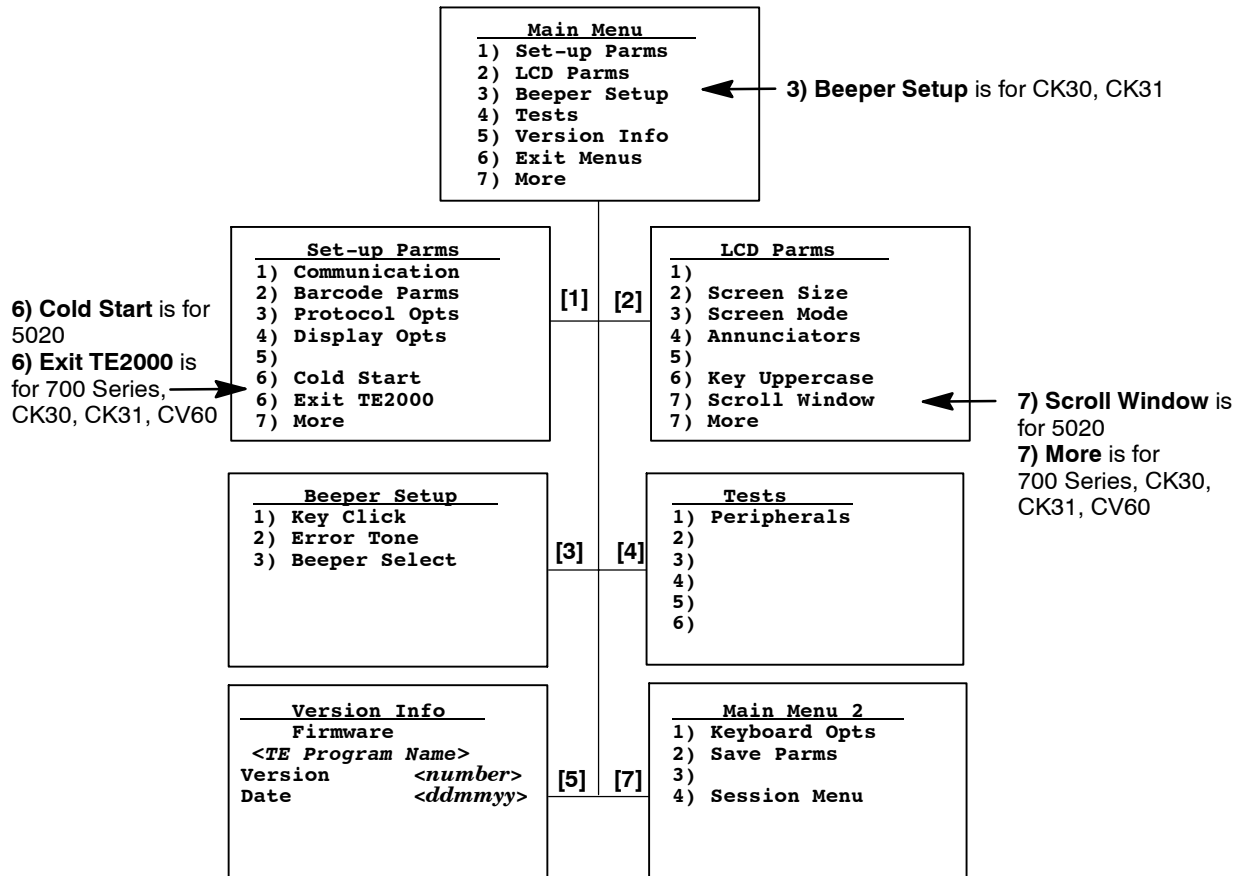 Main Menu
1) Set-up Parms
2) LCD Parms
3) Beeper Setup
4) Tests
5) Version Info
6) Exit Menus
7) More
3) Beeper Setup is for CK30, CK31
Set-up Parms
1) Communication
2) Barcode Parms
3) Protocol Opts
4) Display Opts
5)
6) Cold Start
6) Exit TE2000
7) More
6) Cold Start is for
5020
6) Exit TE2000 is
for 700 Series,
CK30, CK31, CV60
[1]
[2]
LCD Parms
1)
2) Screen Size
3) Screen Mode
4) Annunciators
5)
6) Key Uppercase
7) Scroll Window
7) More
7) Scroll Window is
for 5020
7) More is for
700 Series, CK30,
CK31, CV60
Beeper Setup
1) Key Click
2) Error Tone
3) Beeper Select
[3]
[4]
Tests
1) Peripherals
2)
3)
4)
5)
6)
Version Info
Firmware
<TE Program Name>
Version <number>
Date <ddmmyy>
[5]
[7]
Main Menu 2
1) Keyboard Opts
2) Save Parms
3)
4) Session Menu